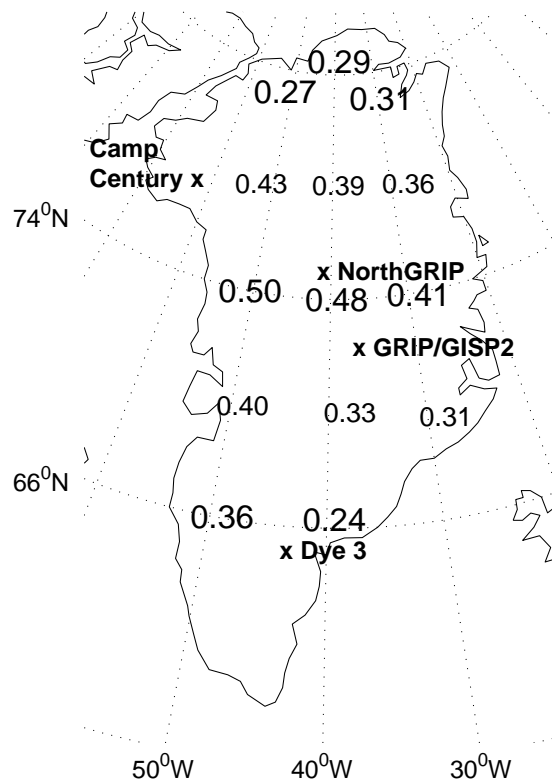 0.29
0.27 0.31
Camp
Century x 0.43 0.39 0.36
74⁰N
x NorthGRIP
0.50 0.48 0.41
x GRIP/GISP2
0.40 0.33 0.31
66⁰N
0.36 0.24
x Dye 3
50⁰W 40⁰W 30⁰W